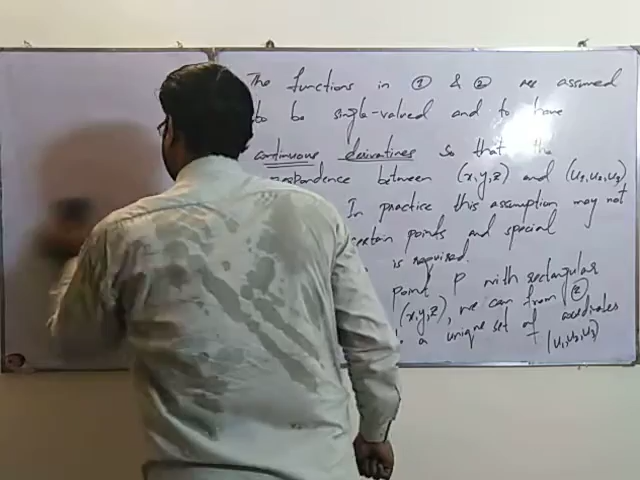 The functions in ① & ② are assumed
to be single-valued and to have
continuous derivatives so that the
respondence between (x,y,z) and (u₁,u₂,u₃)
In practice this assumption may not
certain points and special
is required.
point P with rectangular
(x,y,z), we can from ②
a unique set of coordinates
(u₁,u₂,u₃)